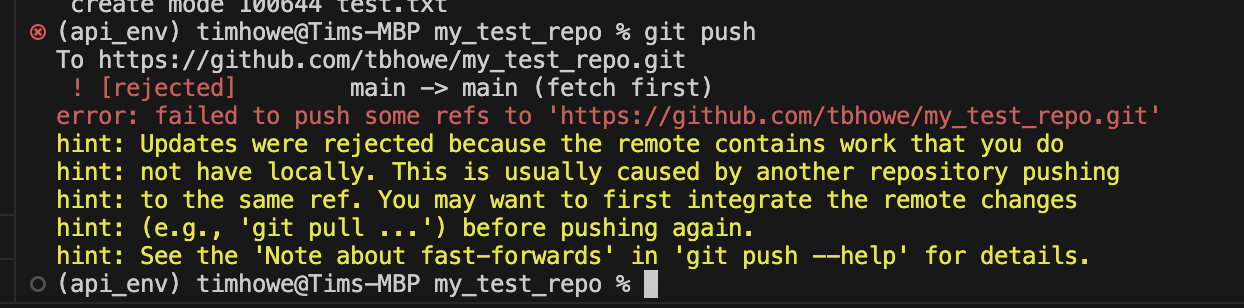 create mode 100644 test.txt
(api_env) timhowe@Tims-MBP my_test_repo % git push
To https://github.com/tbhowe/my_test_repo.git
! [rejected]        main -> main (fetch first)
error: failed to push some refs to 'https://github.com/tbhowe/my_test_repo.git'
hint: Updates were rejected because the remote contains work that you do
hint: not have locally. This is usually caused by another repository pushing
hint: to the same ref. You may want to first integrate the remote changes
hint: (e.g., 'git pull ...') before pushing again.
hint: See the 'Note about fast-forwards' in 'git push --help' for details.
(api_env) timhowe@Tims-MBP my_test_repo %